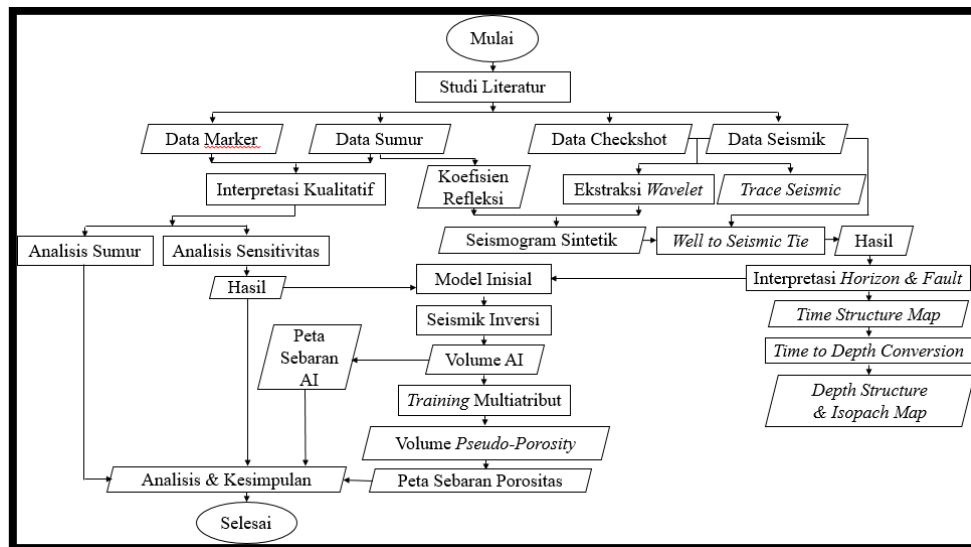 Mulai
Studi Literatur
Data Marker
Data Sumur
Data Checkshot
Data Seismik
Interpretasi Kualitatif
Koefisien
Refleksi
Ekstraksi Wavelet
Trace Seismic
Analisis Sumur
Analisis Sensitivitas
Seismogram Sintetik
Well to Seismic Tie
Hasil
Hasil
Model Inisial
Interpretasi Horizon & Fault
Seismik Inversi
Time Structure Map
Peta
Sebaran
AI
Volume AI
Time to Depth Conversion
Training Multiatribut
Depth Structure
& Isopach Map
Volume Pseudo-Porosity
Analisis & Kesimpulan
Peta Sebaran Porositas
Selesai